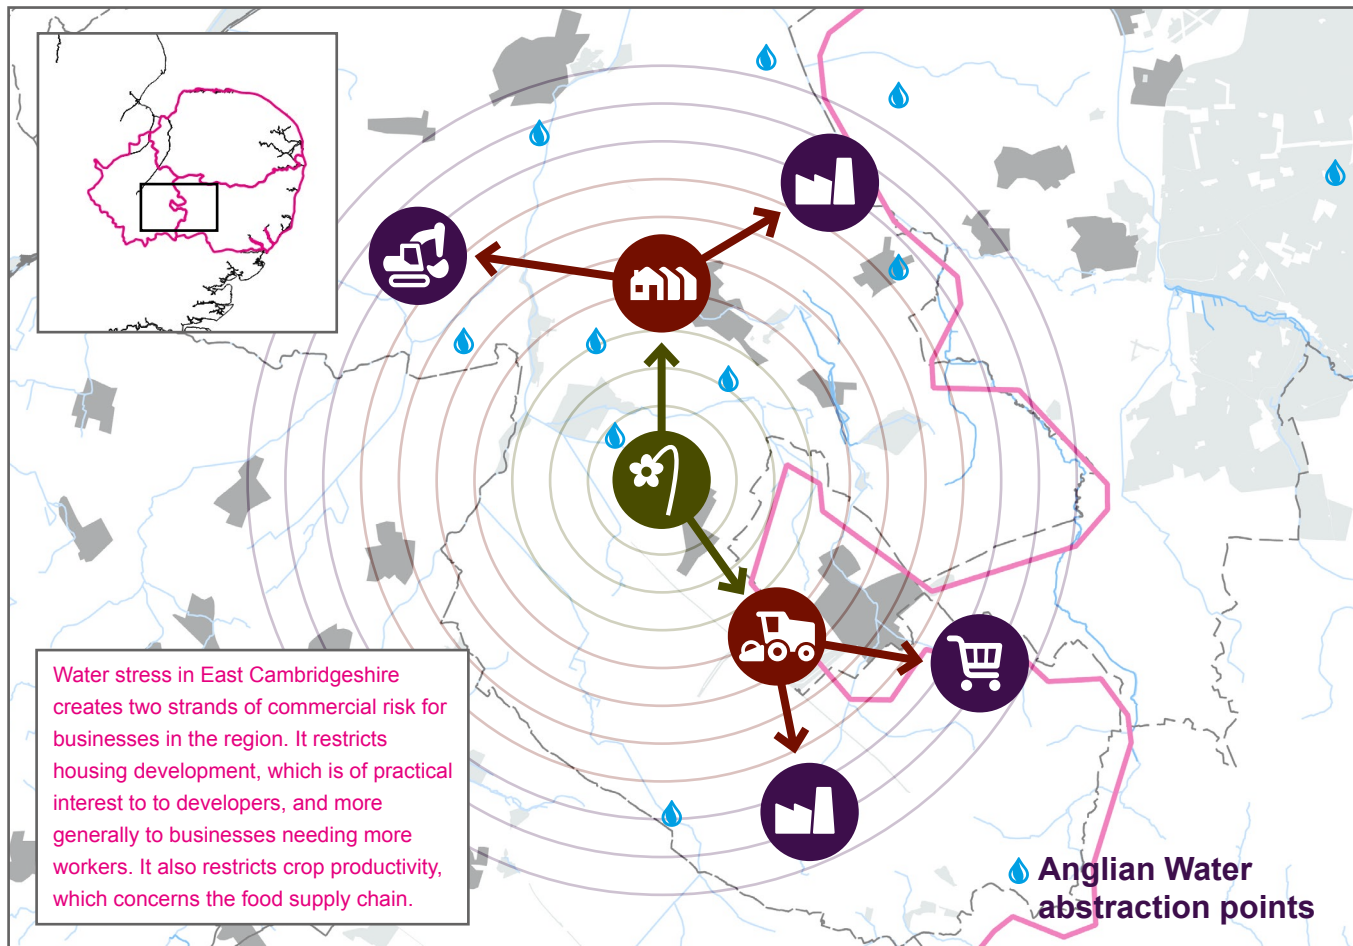 Water stress in East Cambridgeshire
creates two strands of commercial risk for
businesses in the region. It restricts
housing development, which is of practical
interest to to developers, and more
generally to businesses needing more
workers. It also restricts crop productivity,
which concerns the food supply chain.
Anglian Water
abstraction points